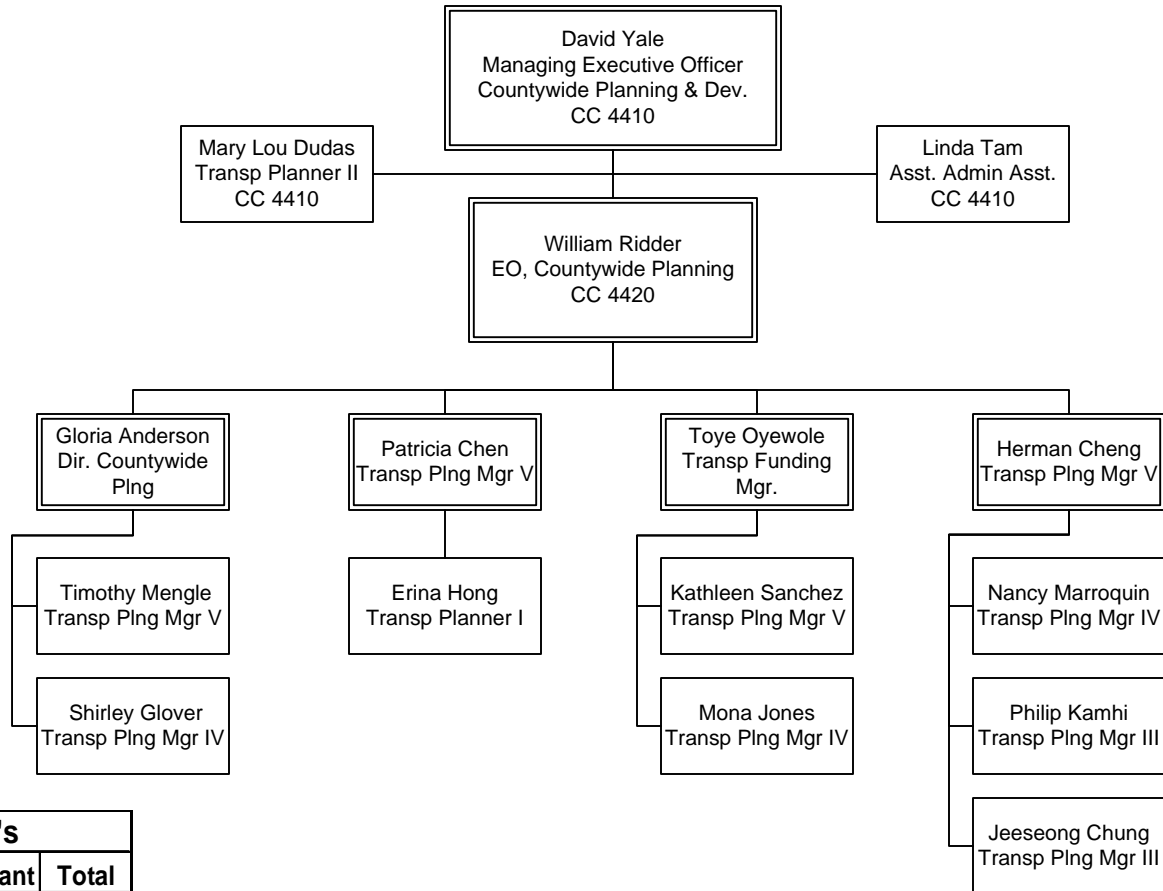 David Yale
Managing Executive Officer
Countywide Planning & Dev.
CC 4410
Mary Lou Dudas
Transp Planner II
CC 4410
Linda Tam
Asst. Admin Asst.
CC 4410
William Ridder
EO, Countywide Planning
CC 4420
Gloria Anderson
Dir. Countywide
Plng
Patricia Chen
Transp Plng Mgr V
Toye Oyewole
Transp Funding
Mgr.
Herman Cheng
Transp Plng Mgr V
Timothy Mengle
Transp Plng Mgr V
Shirley Glover
Transp Plng Mgr IV
Erina Hong
Transp Planner I
Kathleen Sanchez
Transp Plng Mgr V
Mona Jones
Transp Plng Mgr IV
Nancy Marroquin
Transp Plng Mgr IV
Philip Kamhi
Transp Plng Mgr III
Jeeseong Chung
Transp Plng Mgr III
Total